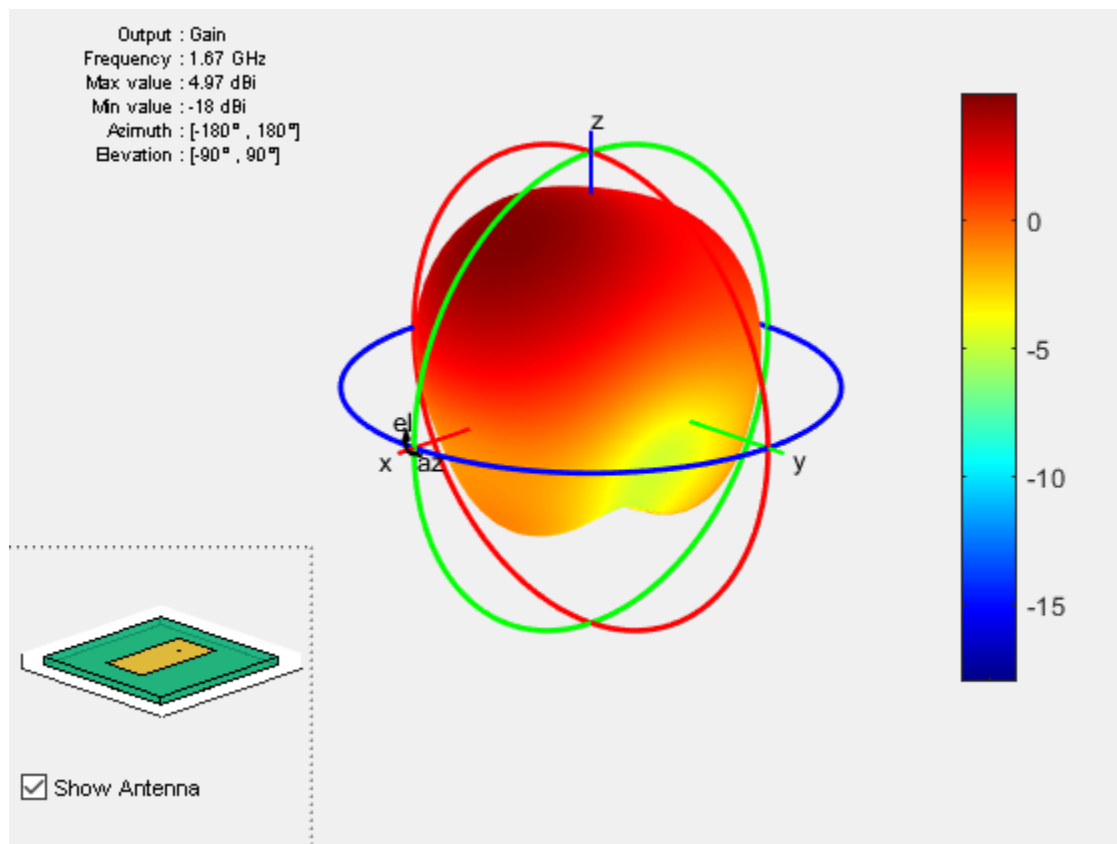 Output : Gain
Frequency : 1.67 GHz
Max value : 4.97 dBi
Min value : -18 dBi
Azimuth : [-180° , 180°]
Elevation : [-90° , 90°]
z
0
-5
el
x
az
y
-10
-15
Show Antenna